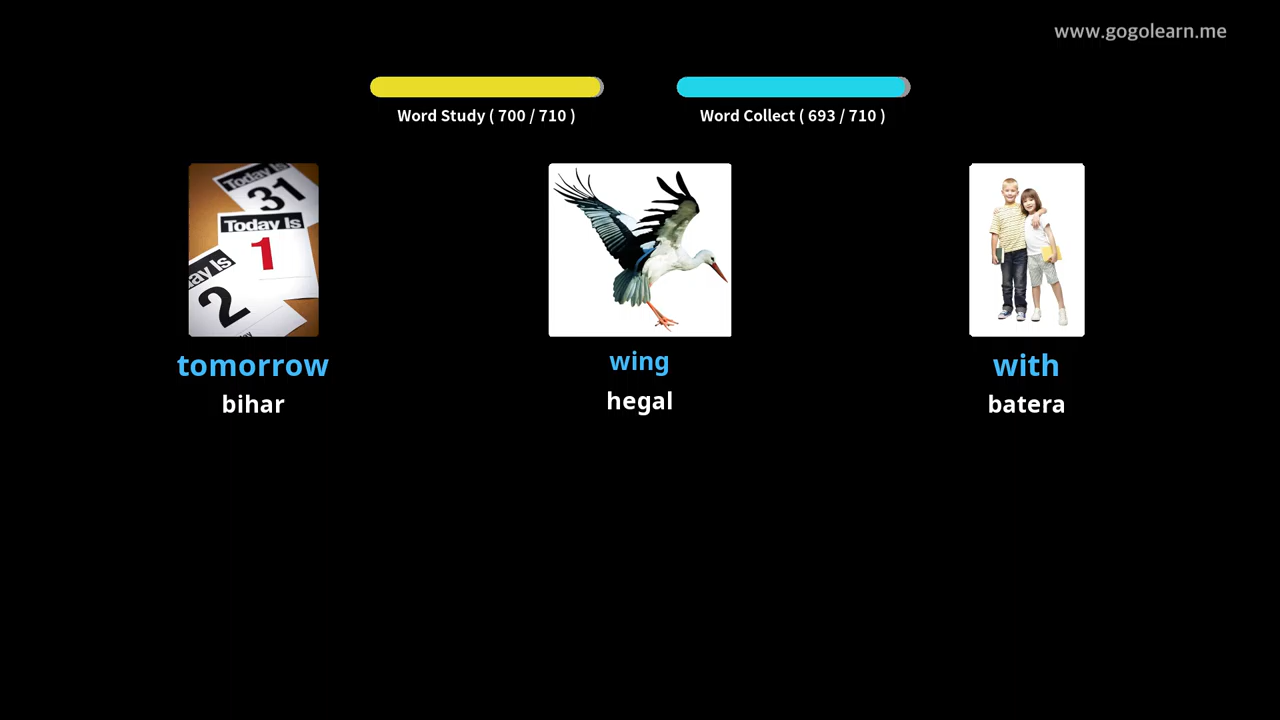 www.gogolearn.me
Word Study ( 700 / 710 )
Word Collect ( 693 / 710 )
Today Is
31
Today Is
1
ay Is
2
tomorrow
bihar
wing
hegal
with
batera